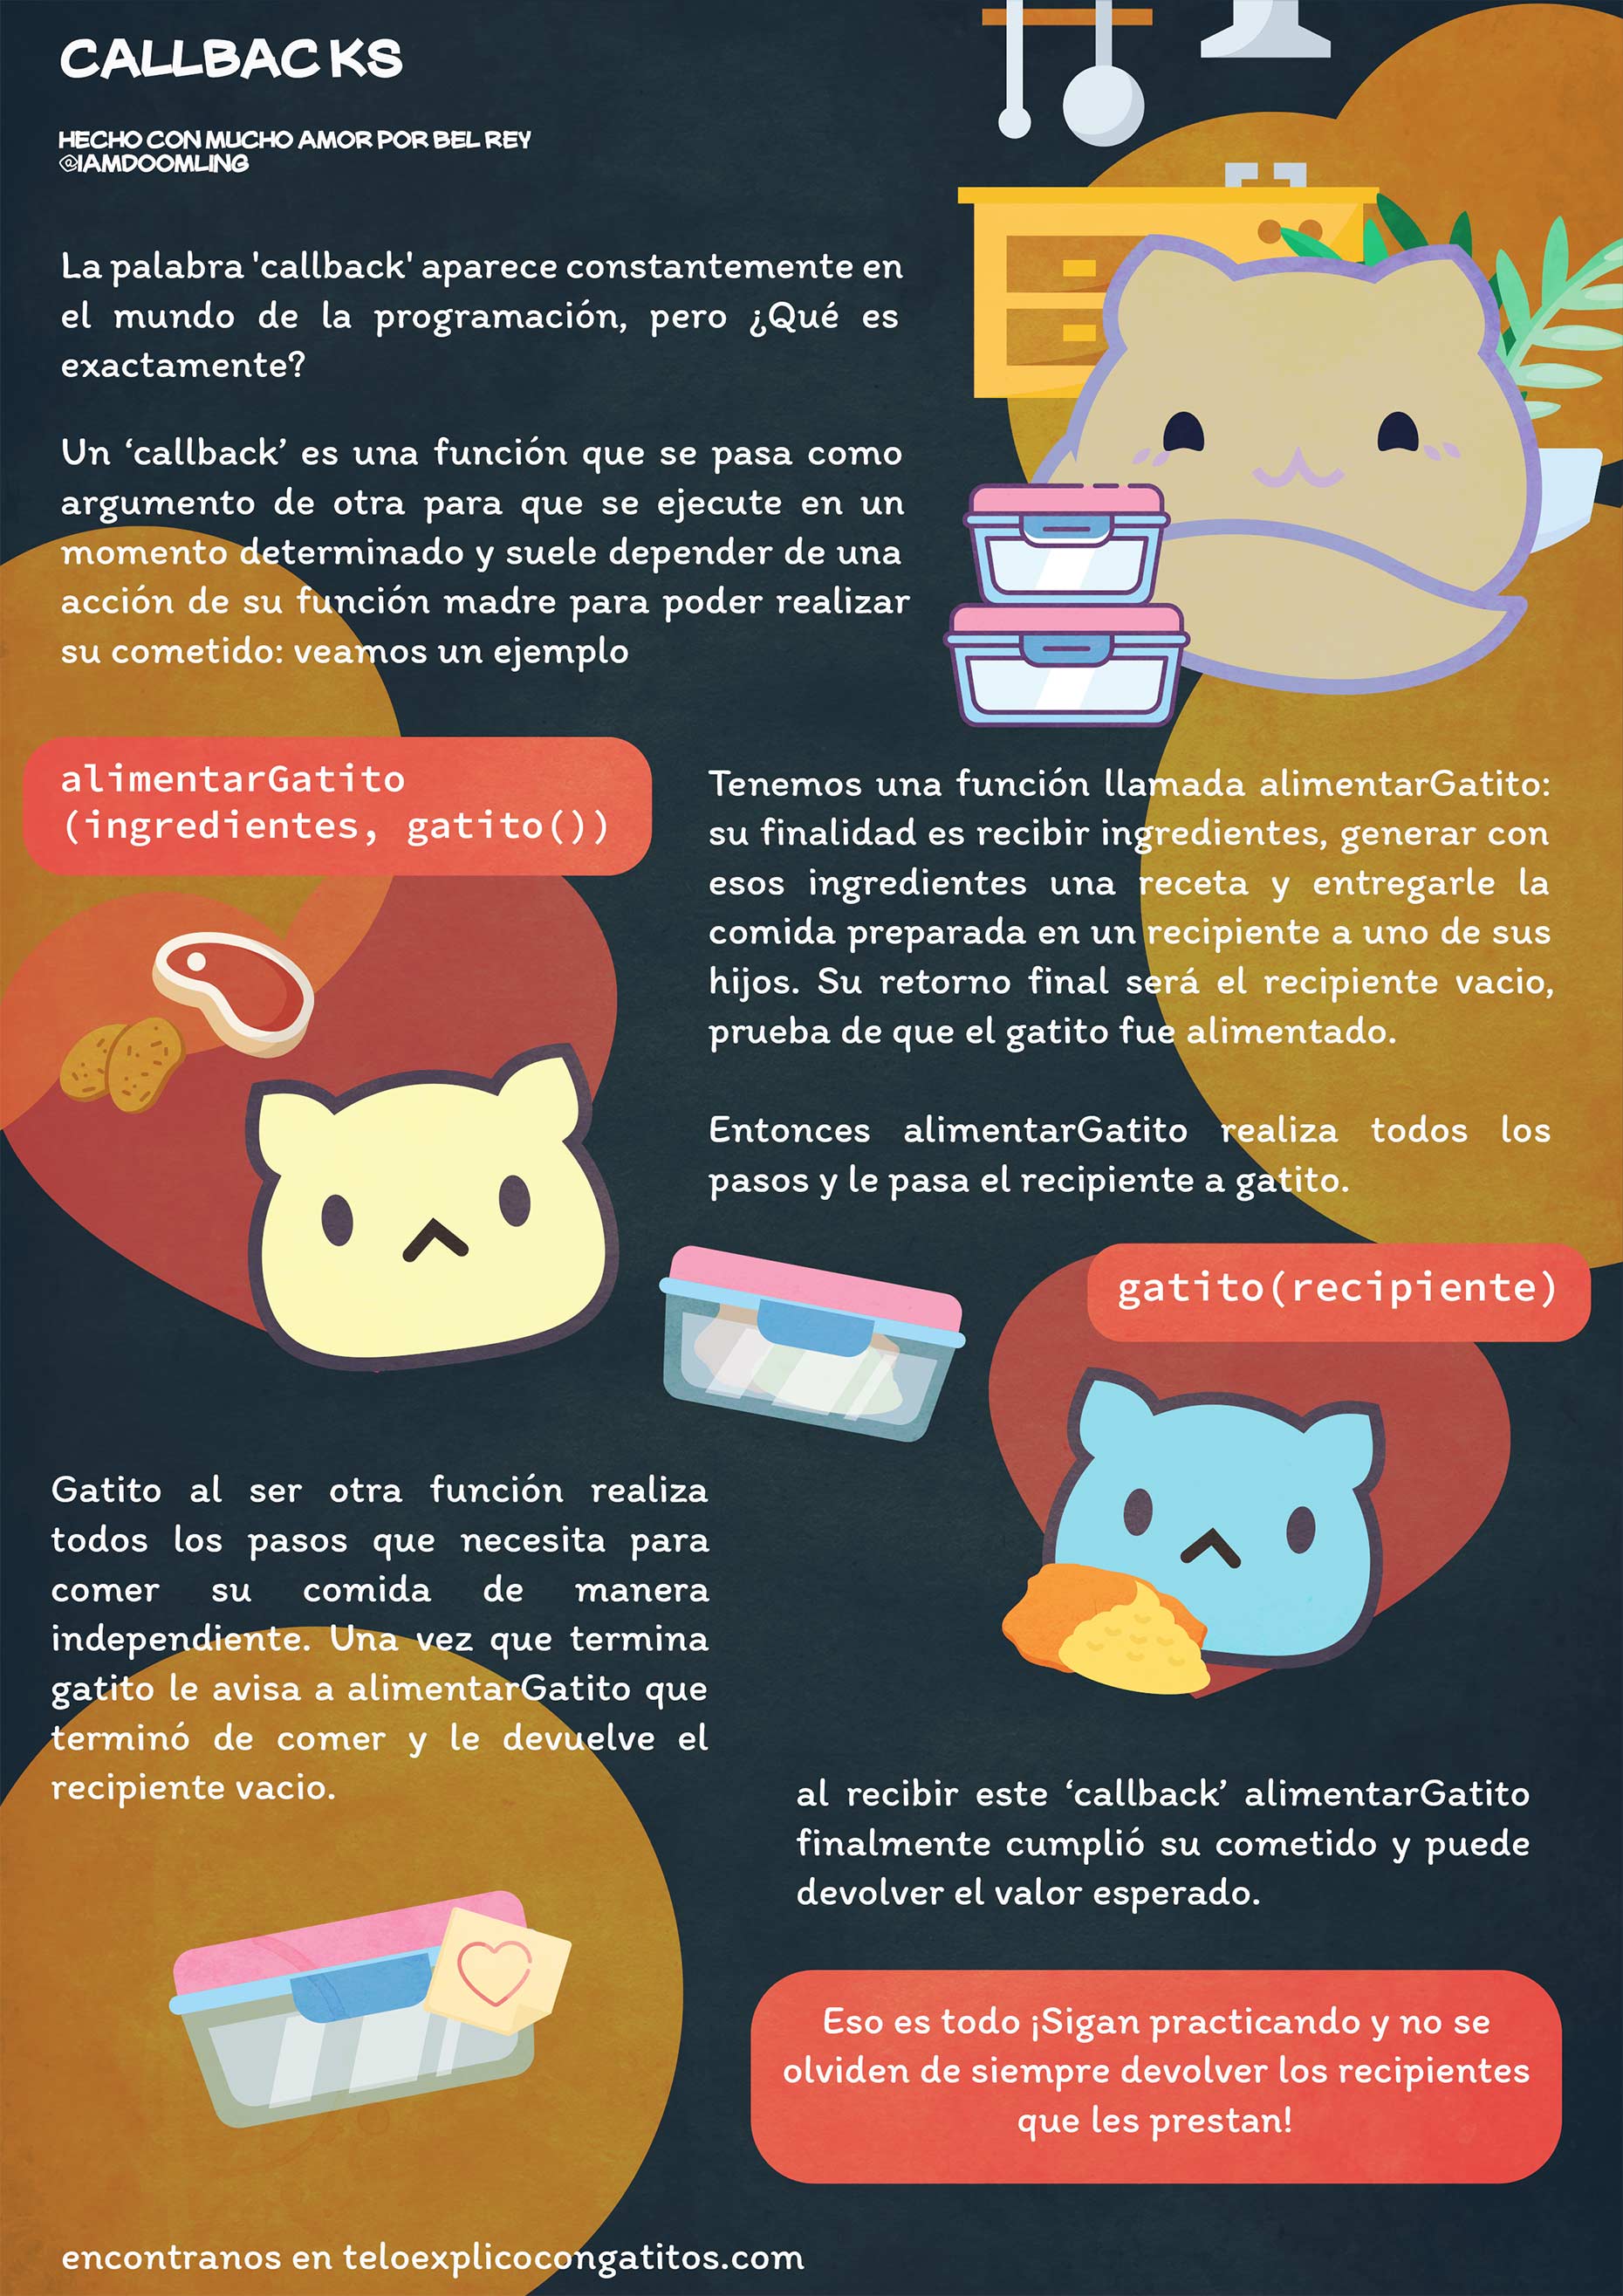 CALLBACKS
HECHO CON MUCHO AMOR POR BEL REY
@IAMDOOMLING
La palabra 'callback' aparece constantemente en
el mundo de la programación, pero ¿Qué es
exactamente?
Un ‘callback’ es una función que se pasa como
argumento de otra para que se ejecute en un
momento determinado y suele depender de una
acción de su función madre para poder realizar
su cometido: veamos un ejemplo
alimentarGatito
(ingredientes, gatito())
Tenemos una función llamada alimentarGatito:
su finalidad es recibir ingredientes, generar con
esos ingredientes una receta y entregarle la
comida preparada en un recipiente a uno de sus
hijos. Su retorno final será el recipiente vacio,
prueba de que el gatito fue alimentado.
Entonces alimentarGatito realiza todos los
pasos y le pasa el recipiente a gatito.
gatito(recipiente)
Gatito al ser otra función realiza
todos los pasos que necesita para
comer su comida de manera
independiente. Una vez que termina
gatito le avisa a alimentarGatito que
terminó de comer y le devuelve el
recipiente vacio.
al recibir este ‘callback’ alimentarGatito
finalmente cumplió su cometido y puede
devolver el valor esperado.
Eso es todo ¡Sigan practicando y no se
olviden de siempre devolver los recipientes
que les prestan!
encontranos en teloexplicocongatitos.com